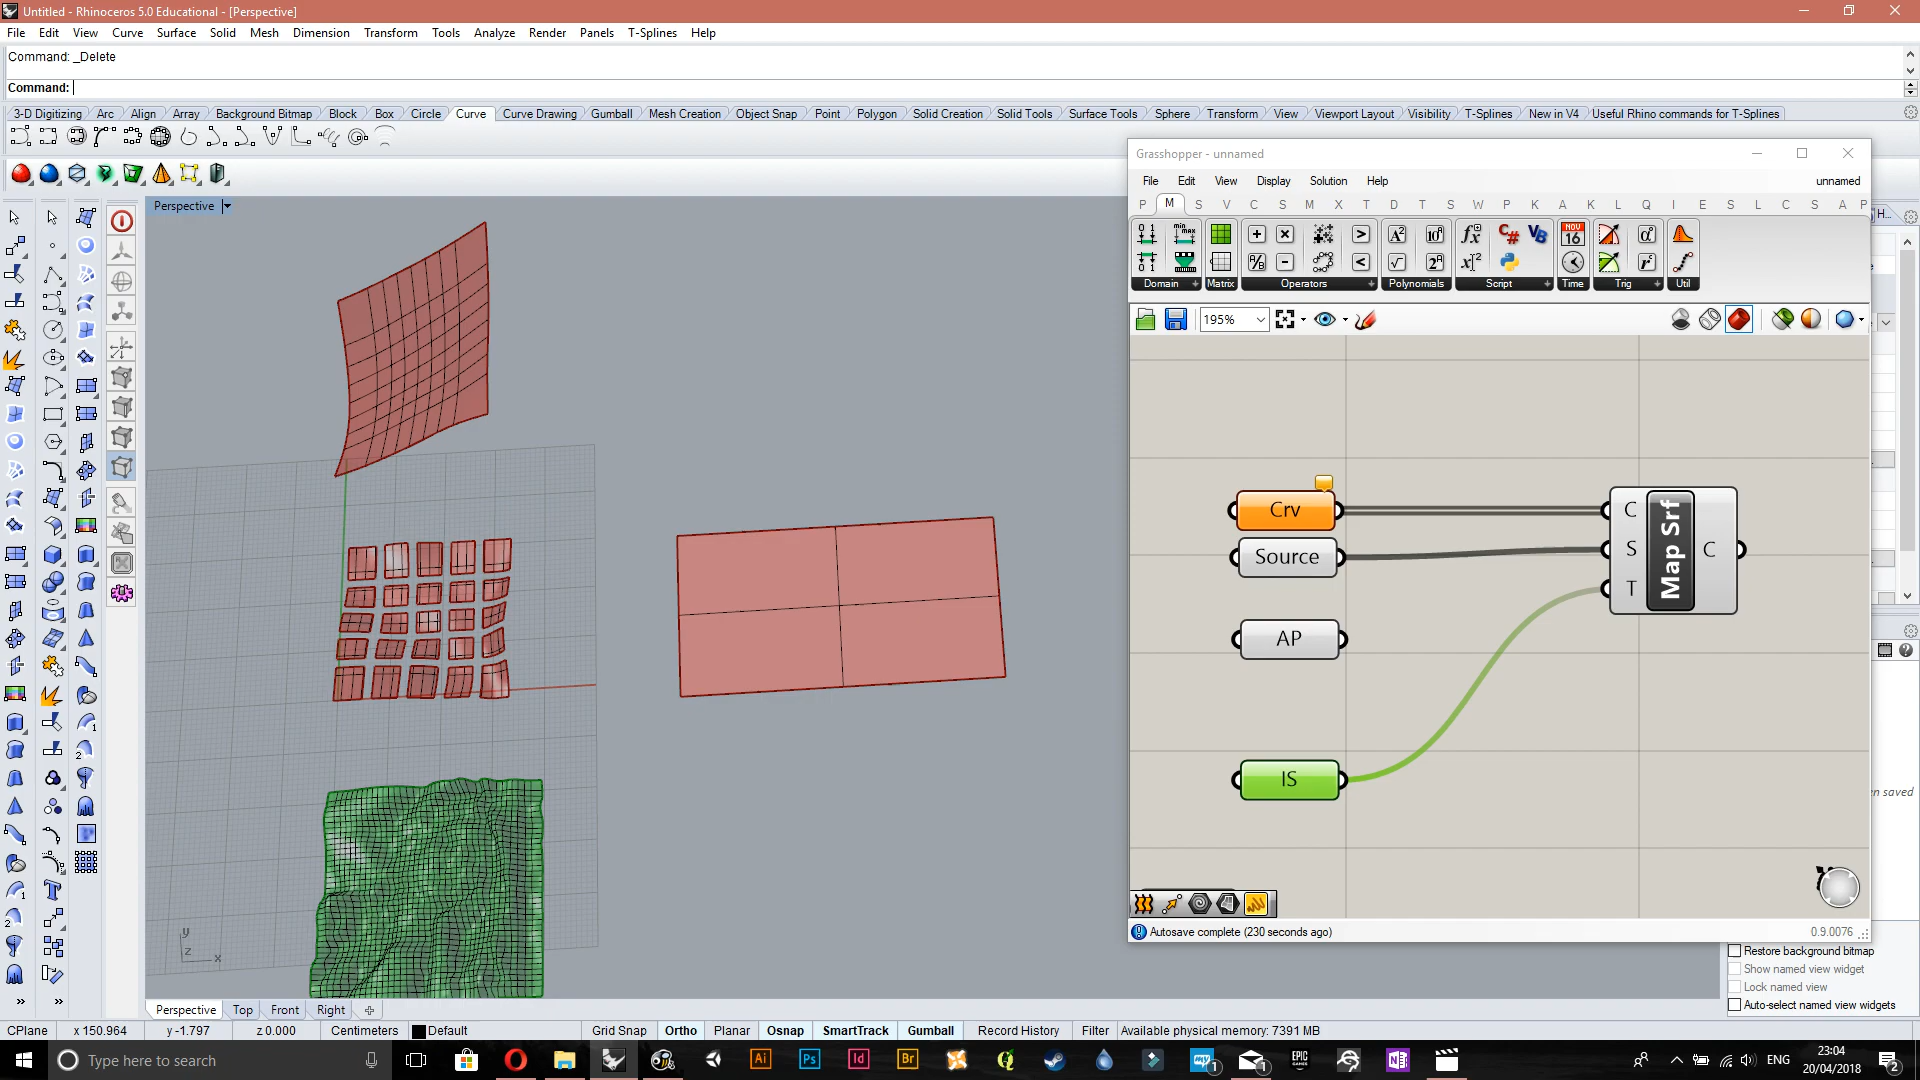 Untitled - Rhinoceros 5.0 Educational - [Perspective]
File Edit View Curve Surface Solid Mesh Dimension Transform Tools Analyze Render Panels T-Splines Help
Command: _Delete
Command:
3-D Digitizing Arc Align Array Background Bitmap Block Box Circle Curve Curve Drawing Gumball Mesh Creation Object Snap Point Polygon Solid Creation Solid Tools Surface Tools Sphere Transform View Viewport Layout Visibility T-Splines New in V4 Useful Rhino commands for T-Splines
Perspective
Grasshopper - unnamed
File Edit View Display Solution Help unnamed
P M S V C S M X T D T S W P K A K L Q I E S L C S A P
Domain Matrix Operators Polynomials Script Time Trig Util
195%
Crv
Source
AP
IS
C
S
T
Map Srf
C
Autosave complete (230 seconds ago) 0.9.0076
n saved
Restore background bitmap
Show named view widget
Lock named view
Auto-select named view widgets
y
z
x
Perspective Top Front Right
CPlane x 150.964 y -1.797 z 0.000 Centimeters Default Grid Snap Ortho Planar Osnap SmartTrack Gumball Record History Filter Available physical memory: 7391 MB
Type here to search
ENG
23:04
20/04/2018